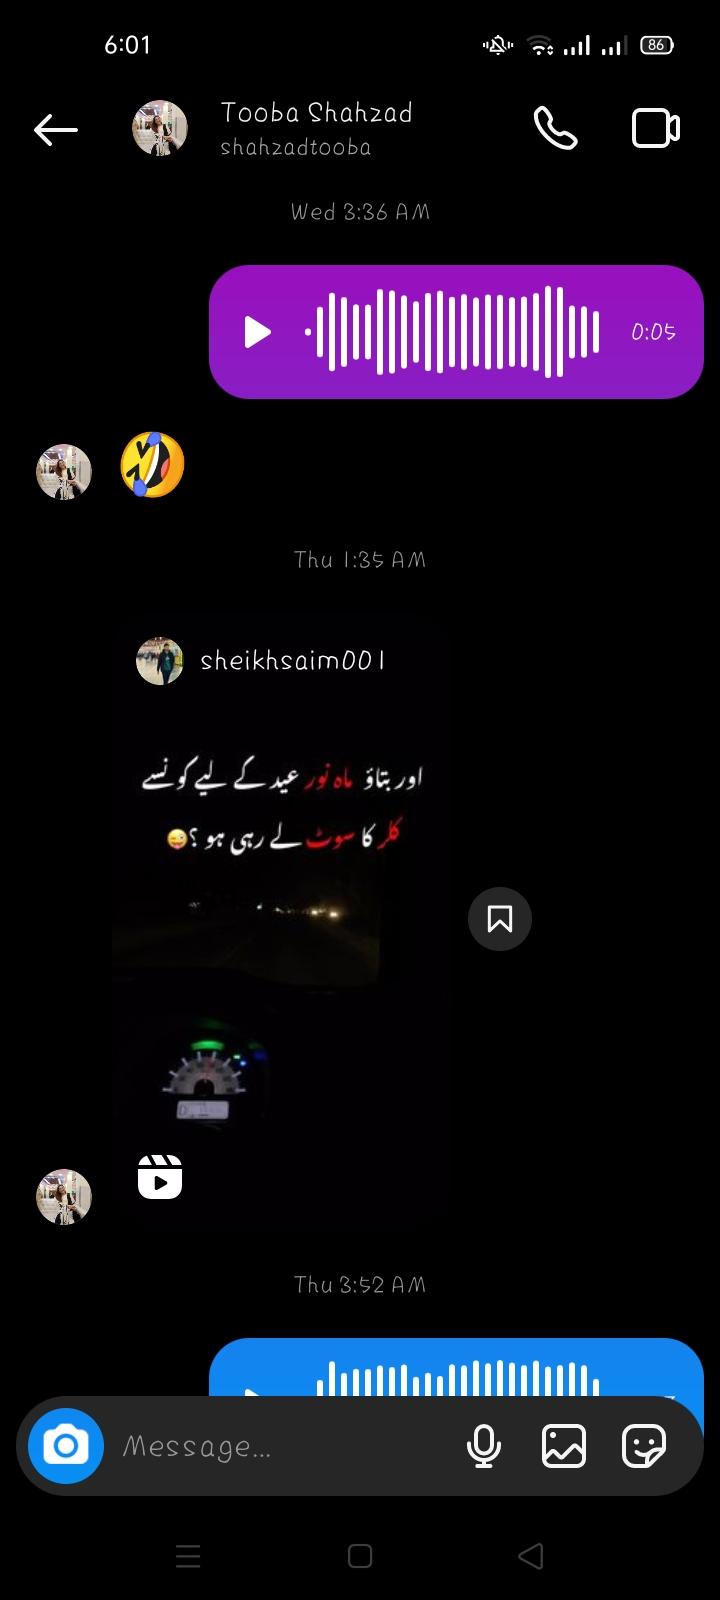 6:01
86
Tooba Shahzad
shahzadtooba
Wed 3:36 AM
0:05
Thu 1:35 AM
sheikhsaim001
اور بتاؤ ماہ نور عید کے لیے کونسے
کلر کا سوٹ لے رہی ہو ؟😜
Thu 3:52 AM
Message...